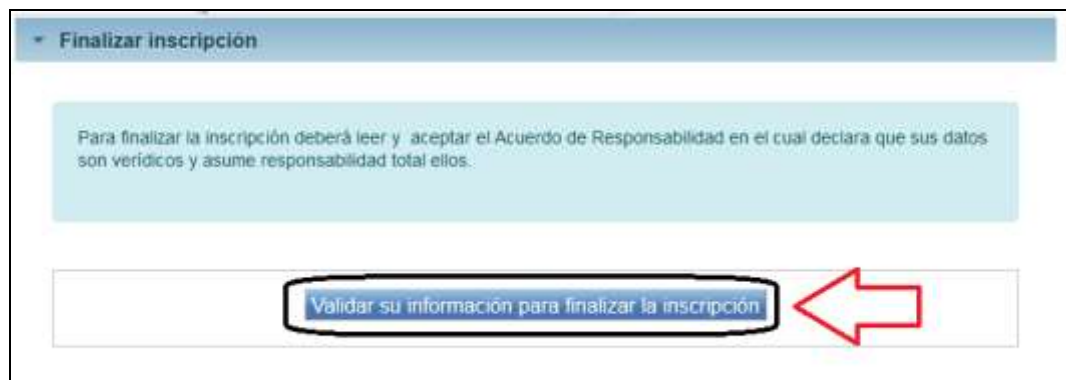 Finalizar inscripción
Para finalizar la inscripción deberá leer y aceptar el Acuerdo de Responsabilidad en el cual declara que sus datos
son verídicos y asume responsabilidad total ellos.
Validar su información para finalizar la inscripción